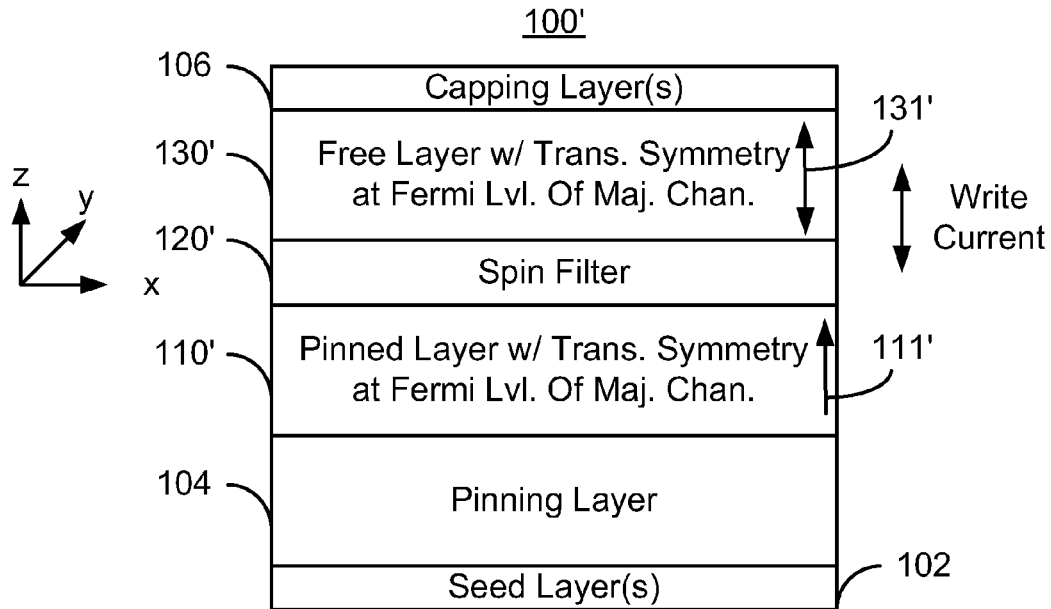 100'
106
Capping Layer(s)
131'
130'
Free Layer w/ Trans. Symmetry
at Fermi Lvl. Of Maj. Chan.
Write
Current
z
y
x
120'
Spin Filter
110'
Pinned Layer w/ Trans. Symmetry
at Fermi Lvl. Of Maj. Chan.
111'
104
Pinning Layer
102
Seed Layer(s)